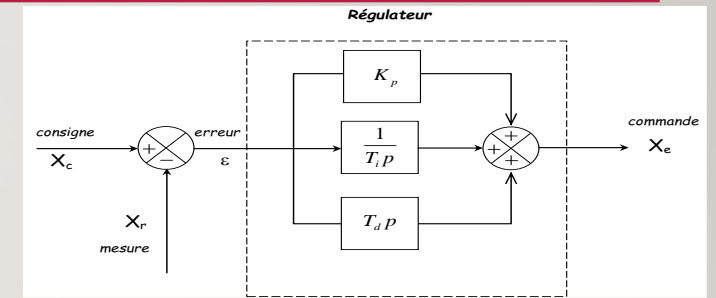 Régulateur
K_p
consigne
X_c
+
−
erreur
ε
1
T_i p
+
+
+
commande
X_e
X_r
mesure
T_d p